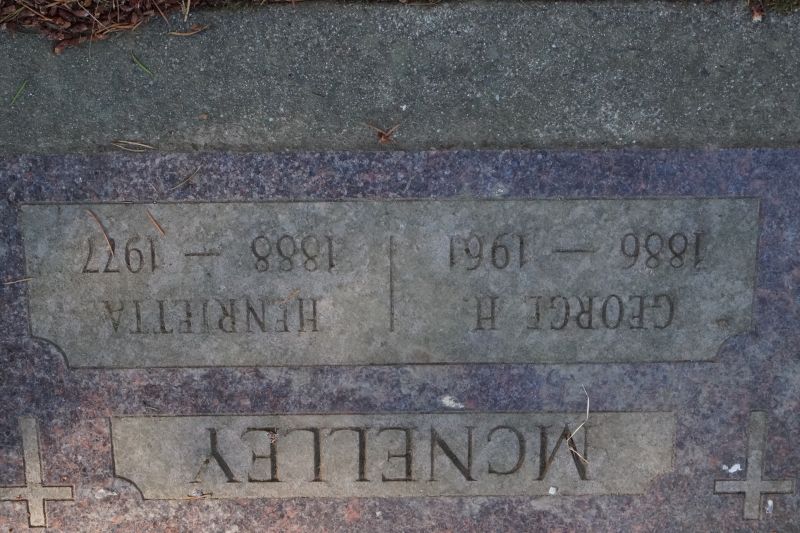 MCNELLEY
GEORGE H. HENRIETTA
1886 — 1961 1888 — 1977